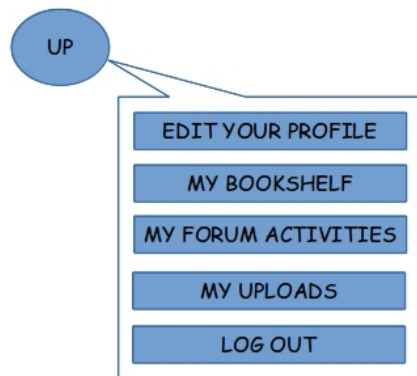 UP
EDIT YOUR PROFILE
MY BOOKSHELF
MY FORUM ACTIVITIES
MY UPLOADS
LOG OUT